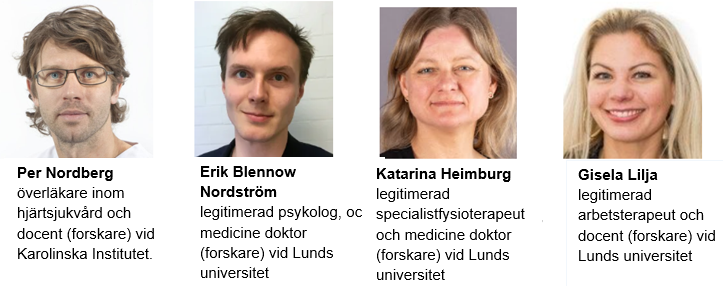 Per Nordberg
överläkare inom
hjärtsjukvård och
docent (forskare) vid
Karolinska Institutet.
Erik Blennow
Nordström
legitimerad psykolog, oc
medicine doktor
(forskare) vid Lunds
universitet
Katarina Heimburg
legitimerad
specialistfysioterapeut
och medicine doktor
(forskare) vid Lunds
universitet
Gisela Lilja
legitimerad
arbetsterapeut och
docent (forskare) vid
Lunds universitet